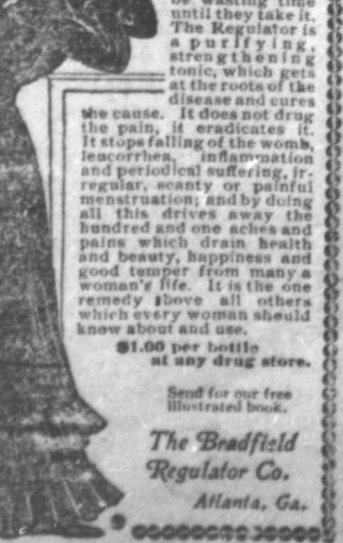 be wasting time
until they take it.
The Regulator is
a purifying,
strengthening
tonic, which gets
at the roots of the
disease and cures
the cause. It does not drug
the pain, it eradicates it.
It stops falling of the womb,
leucorrhea, inflammation
and periodical suffering, ir-
regular, scanty or painful
menstruation; and by doing
all this drives away the
hundred and one aches and
pains which drain health
and beauty, happiness and
good temper from many a
woman's life. It is the one
remedy above all others
which every woman should
know about and use.
$1.00 per bottle
at any drug store.
Send for our free
illustrated book.
The Bradfield
Regulator Co.
Atlanta, Ga.